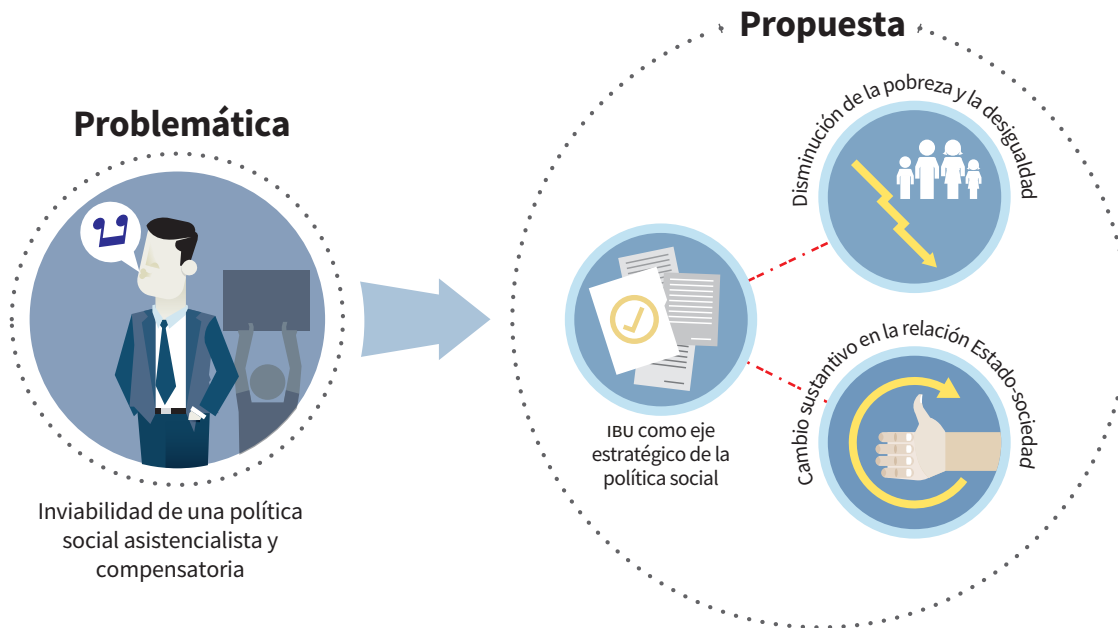 Problemática
Inviabilidad de una política
social asistencialista y
compensatoria
Propuesta
IBU como eje
estratégico de la
política social
Disminución de la pobreza y la desigualdad
Cambio sustantivo en la relación Estado-sociedad